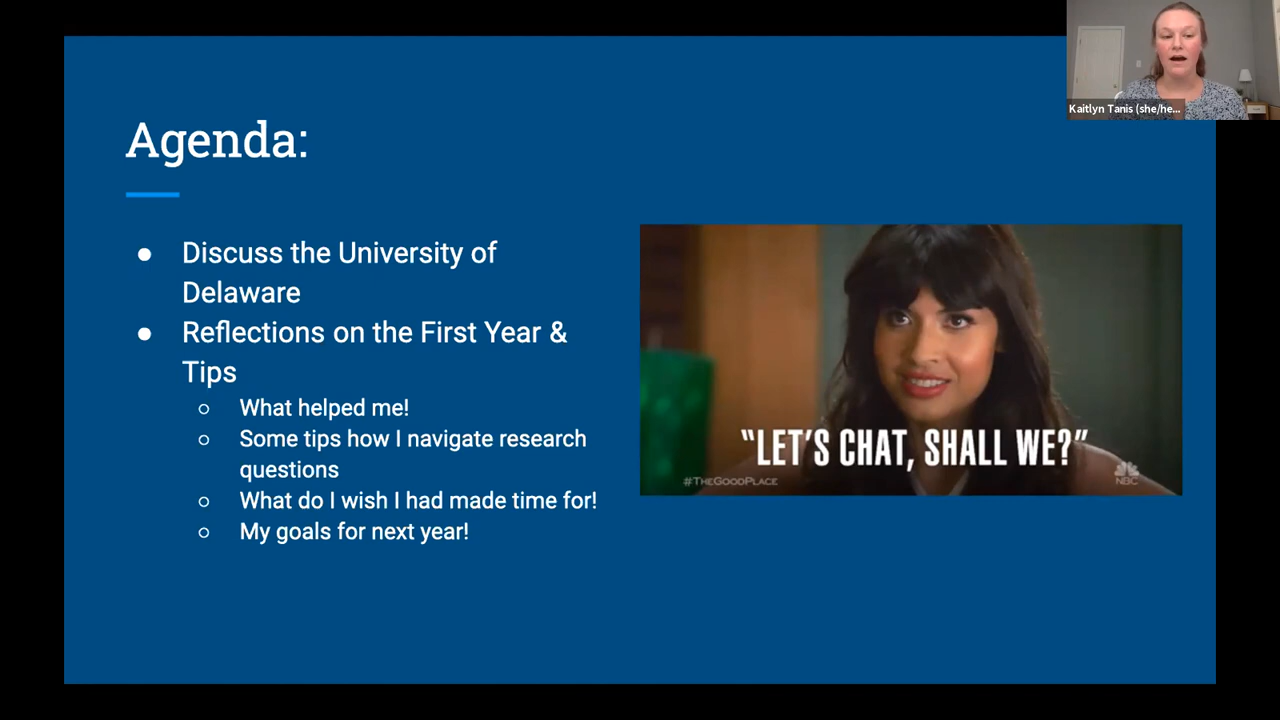 Kaitlyn Tanis (she/he...
Agenda:
● Discuss the University of
Delaware
● Reflections on the First Year &
Tips
○ What helped me!
○ Some tips how I navigate research
questions
○ What do I wish I had made time for!
○ My goals for next year!
“LET’S CHAT, SHALL WE?”
#THEGOODPLACE
NBC